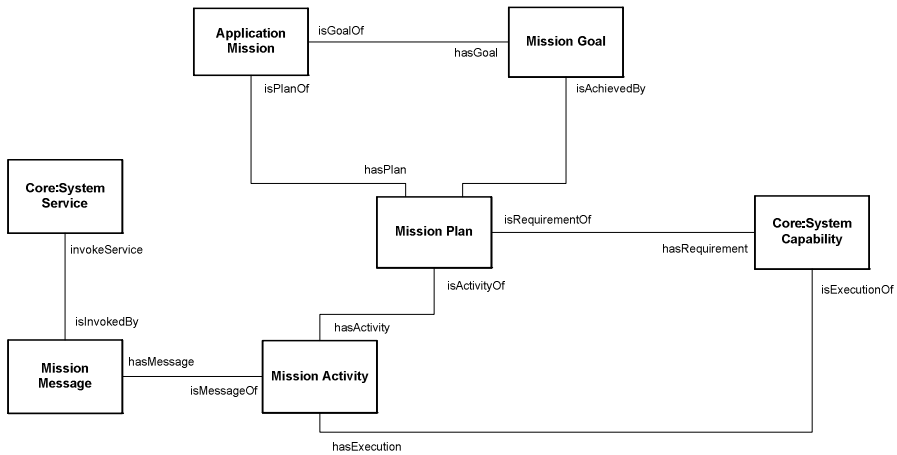 Application
Mission
isGoalOf
hasGoal
Mission Goal
isPlanOf
isAchievedBy
hasPlan
Core:System
Service
Mission Plan
isRequirementOf
hasRequirement
Core:System
Capability
invokeService
isActivityOf
isExecutionOf
isInvokedBy
hasActivity
Mission
Message
hasMessage
isMessageOf
Mission Activity
hasExecution